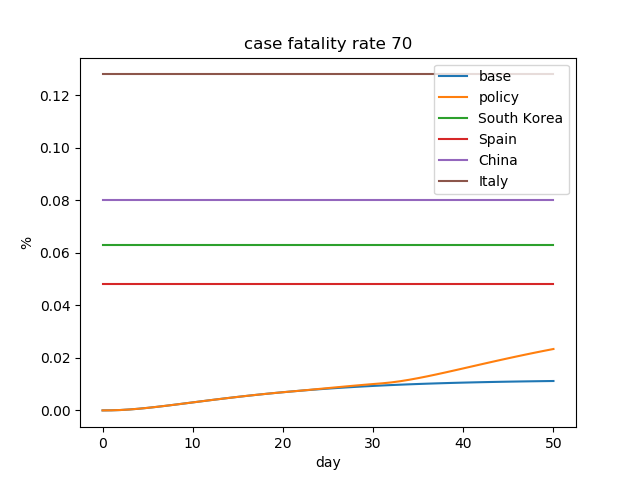 case fatality rate 70
base
policy
South Korea
Spain
China
Italy
0.12
0.10
0.08
0.06
0.04
0.02
0.00
%
0 10 20 30 40 50
day